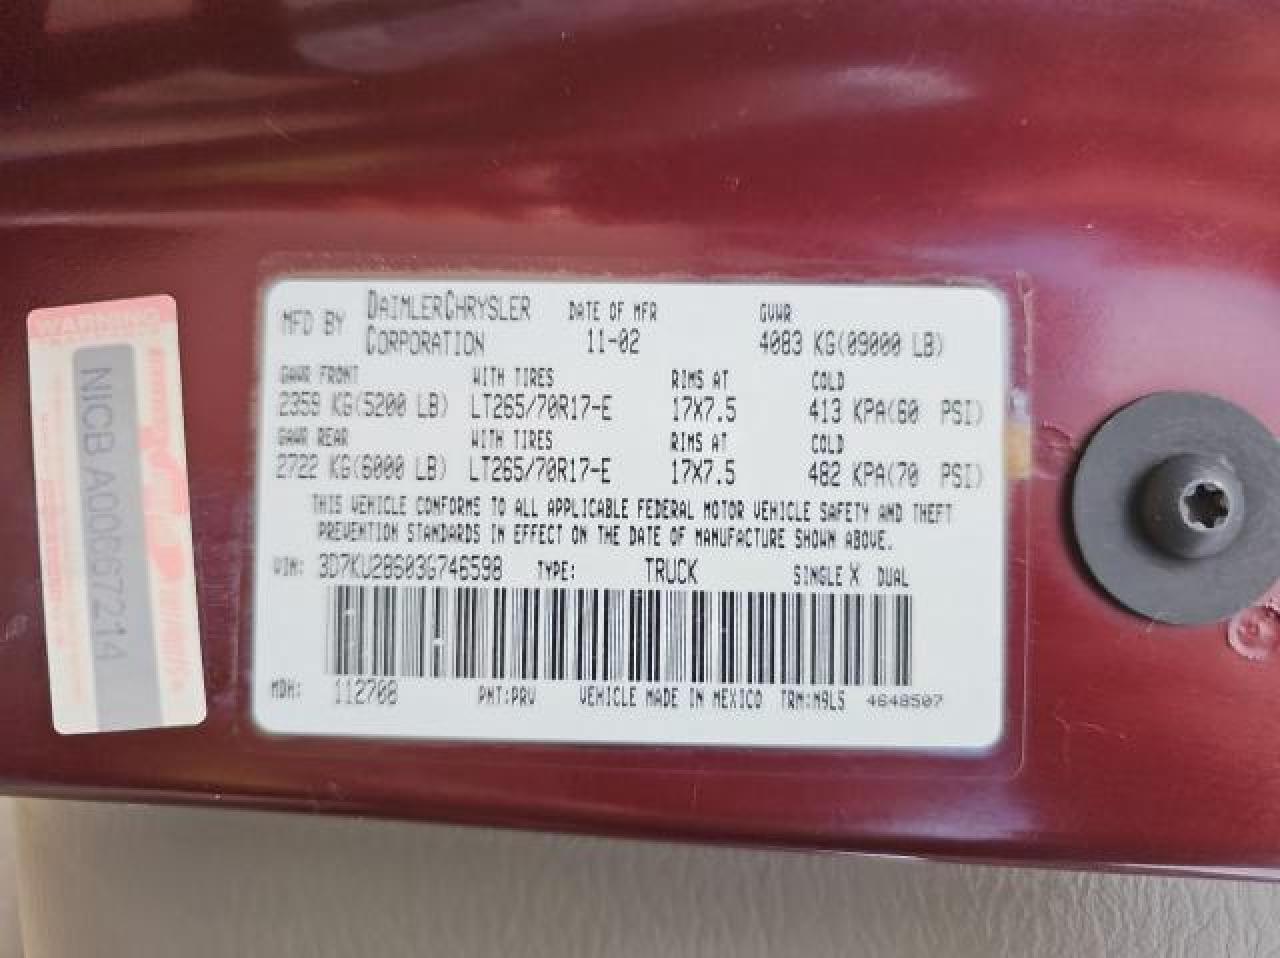 WARNING
NICB A00667214
MFD BY DAIMLERCHRYSLER CORPORATION
DATE OF MFR 11-02
GVWR 4083 KG(09000 LB)
GAWR FRONT WITH TIRES RIMS AT COLD
2359 KG(5200 LB) LT265/70R17-E 17X7.5 413 KPA(60 PSI)
GAWR REAR WITH TIRES RIMS AT COLD
2722 KG(6000 LB) LT265/70R17-E 17X7.5 482 KPA(70 PSI)
THIS VEHICLE CONFORMS TO ALL APPLICABLE FEDERAL MOTOR VEHICLE SAFETY AND THEFT
PREVENTION STANDARDS IN EFFECT ON THE DATE OF MANUFACTURE SHOWN ABOVE.
VIN: 3D7KU28603G746598 TYPE: TRUCK SINGLE X DUAL
MDH: 112708 PNT:PRV VEHICLE MADE IN MEXICO TRM:M9L5 4648507